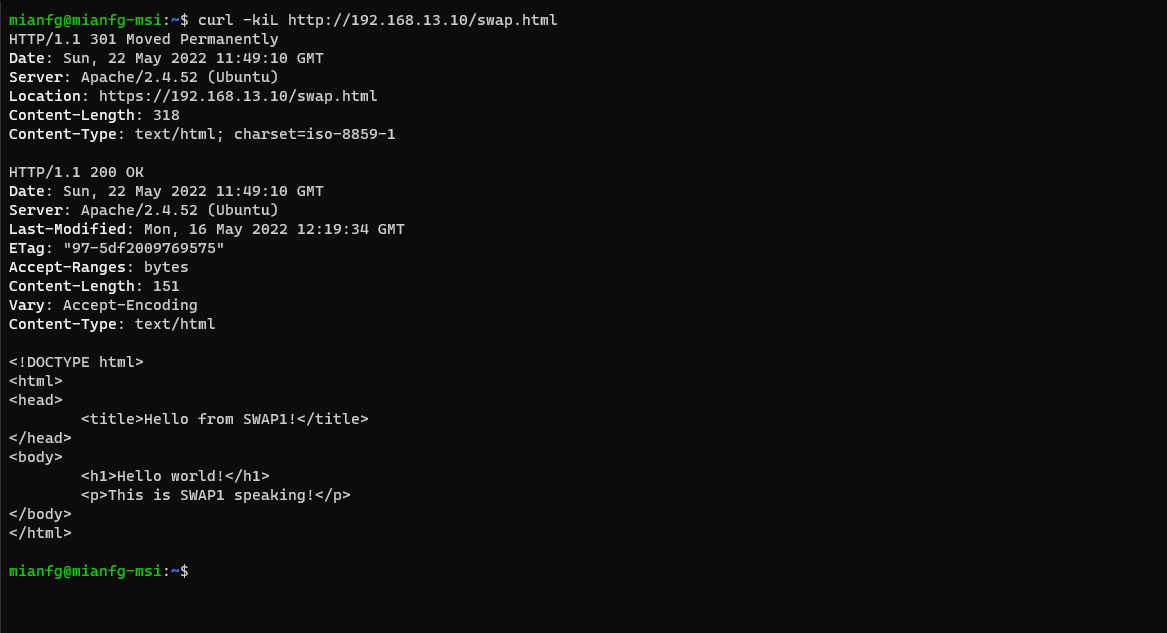 mianfg@mianfg-msi:~$ curl -kiL http://192.168.13.10/swap.html
HTTP/1.1 301 Moved Permanently
Date: Sun, 22 May 2022 11:49:10 GMT
Server: Apache/2.4.52 (Ubuntu)
Location: https://192.168.13.10/swap.html
Content-Length: 318
Content-Type: text/html; charset=iso-8859-1

HTTP/1.1 200 OK
Date: Sun, 22 May 2022 11:49:10 GMT
Server: Apache/2.4.52 (Ubuntu)
Last-Modified: Mon, 16 May 2022 12:19:34 GMT
ETag: "97-5df2009769575"
Accept-Ranges: bytes
Content-Length: 151
Vary: Accept-Encoding
Content-Type: text/html

<!DOCTYPE html>
<html>
<head>
        <title>Hello from SWAP1!</title>
</head>
<body>
        <h1>Hello world!</h1>
        <p>This is SWAP1 speaking!</p>
</body>
</html>

mianfg@mianfg-msi:~$